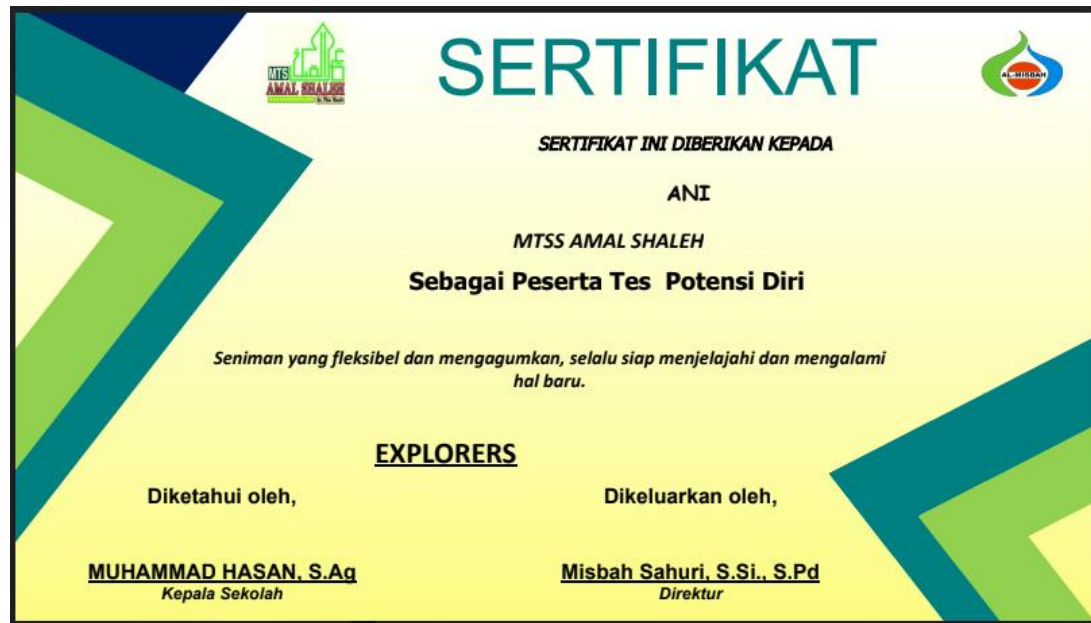 MTS
AMAL SHALEH
SERTIFIKAT
AL-MISBAH
SERTIFIKAT INI DIBERIKAN KEPADA
ANI
MTSS AMAL SHALEH
Sebagai Peserta Tes Potensi Diri
Seniman yang fleksibel dan mengagumkan, selalu siap menjelajahi dan mengalami
hal baru.
EXPLORERS
Diketahui oleh,
Dikeluarkan oleh,
MUHAMMAD HASAN, S.Ag
Misbah Sahuri, S.Si., S.Pd
Kepala Sekolah
Direktur